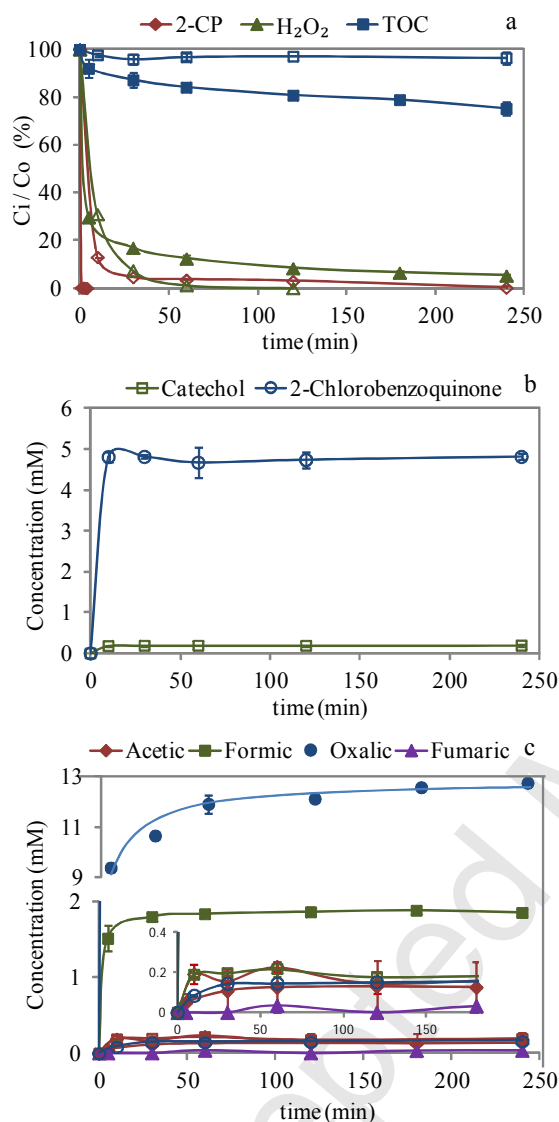 2-CP H₂O₂ TOC a
Ci / Co (%)
100
80
60
40
20
0
0 50 100 150 200 250
time (min)
Catechol 2-Chlorobenzoquinone b
Concentration (mM)
6
5
4
3
2
1
0
0 50 100 150 200 250
time (min)
Acetic Formic Oxalic Fumaric c
Concentration (mM)
13
11
9
2
1
0
0.4
0.2
0
0 50 100 150
0 50 100 150 200 250
time (min)
epted M